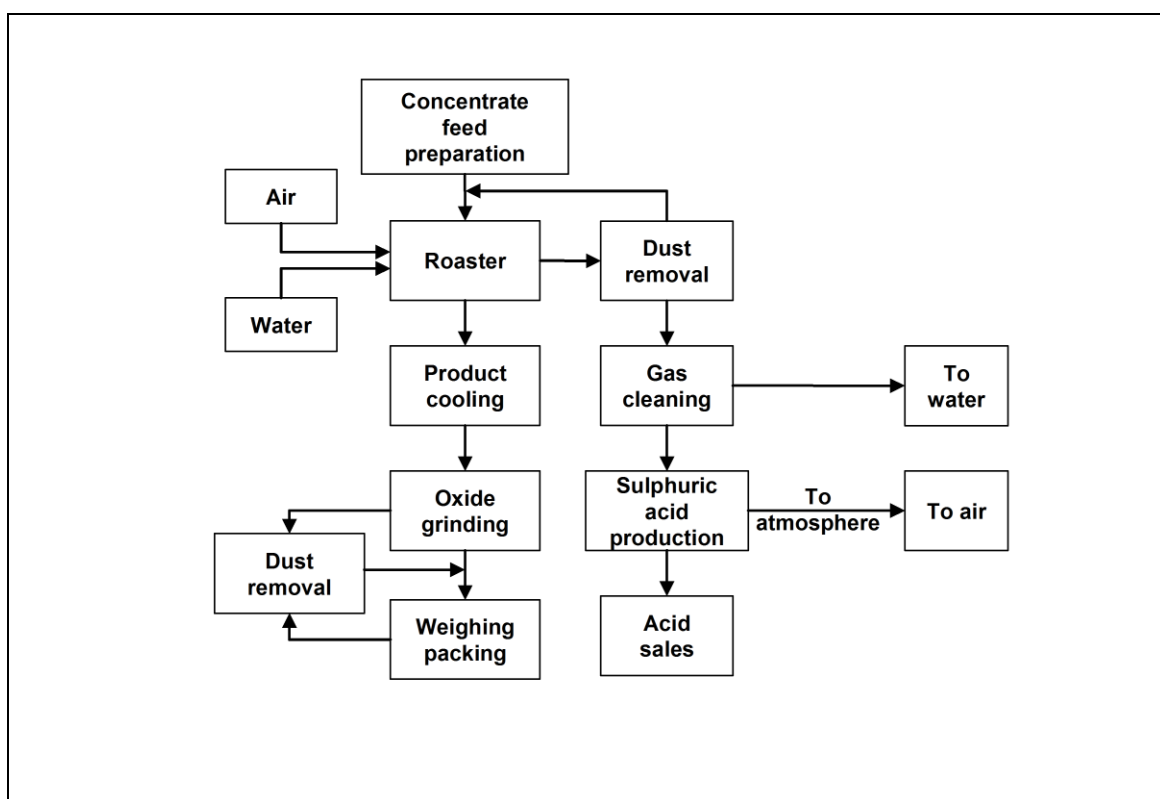 Concentrate
feed
preparation
Air
Roaster
Dust
removal
Water
Product
cooling
Gas
cleaning
To
water
Oxide
grinding
Sulphuric
acid
production
To
atmosphere
To air
Dust
removal
Weighing
packing
Acid
sales